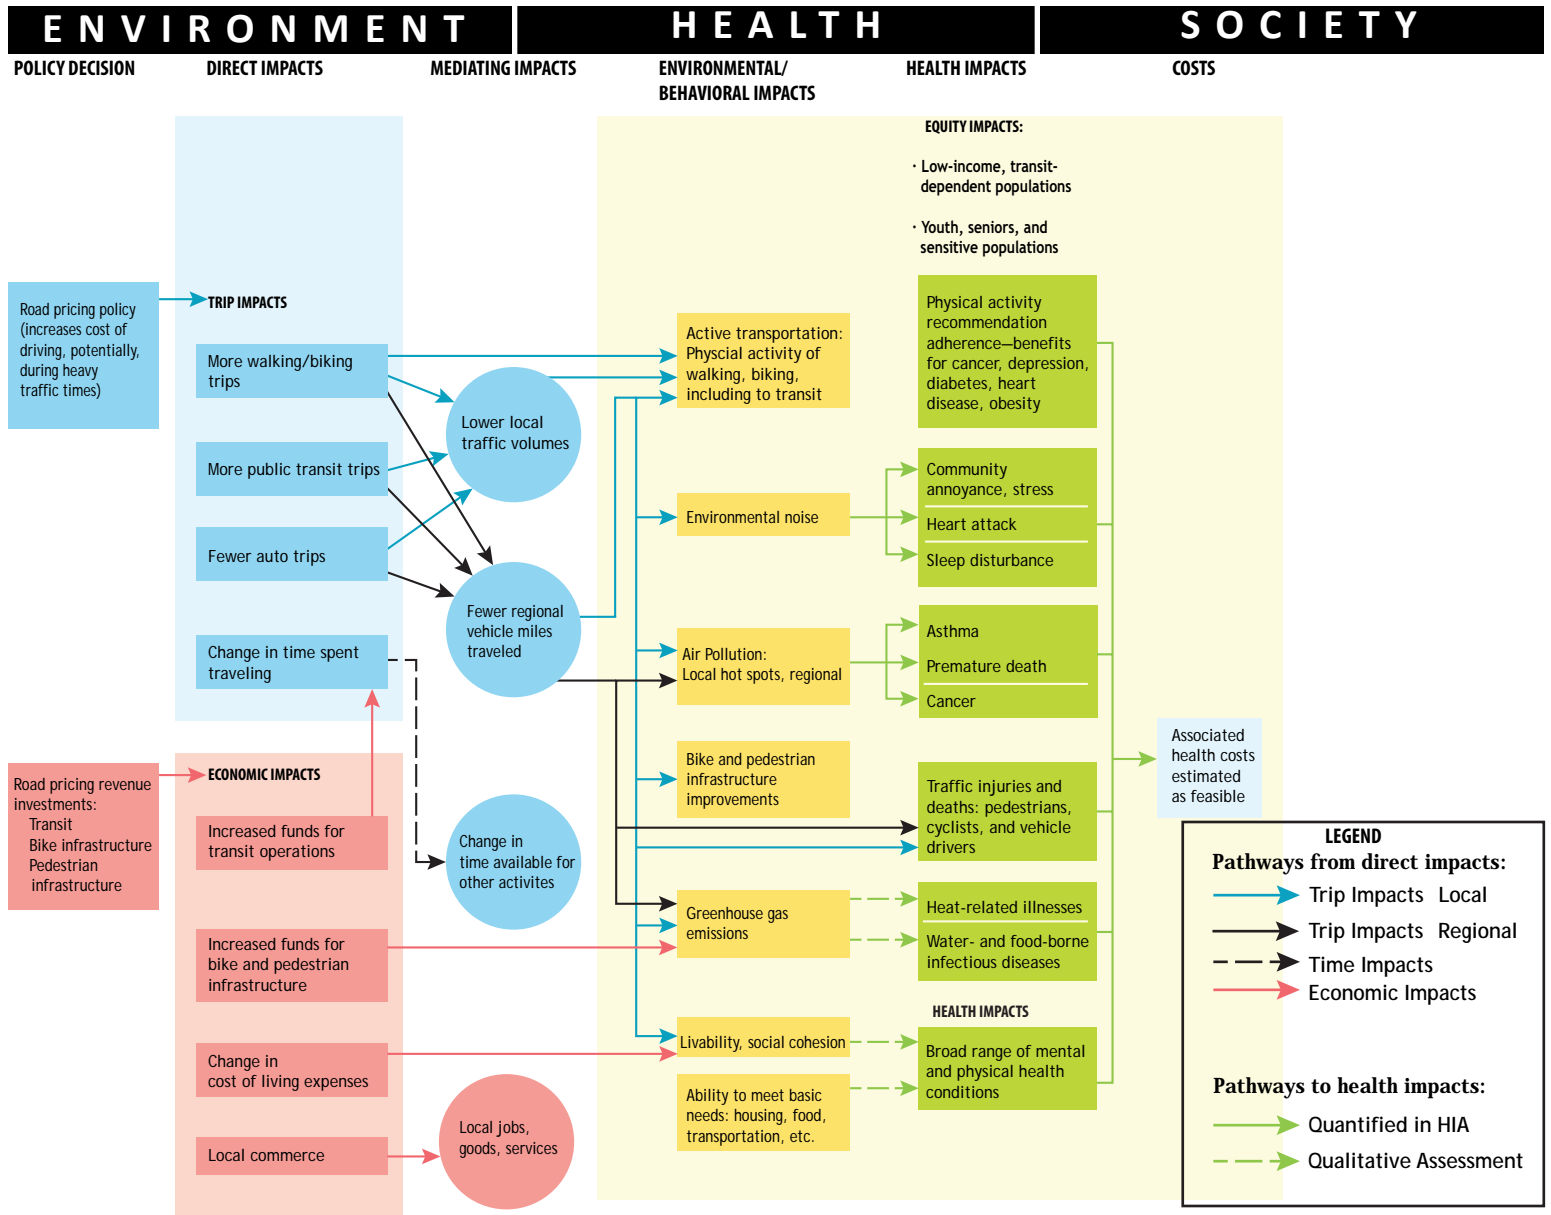 ENVIRONMENT
HEALTH
SOCIETY
POLICY DECISION
DIRECT IMPACTS
MEDIATING IMPACTS
ENVIRONMENTAL/
BEHAVIORAL IMPACTS
HEALTH IMPACTS
COSTS
EQUITY IMPACTS:
· Low-income, transit-
dependent populations
· Youth, seniors, and
sensitive populations
Road pricing policy
(increases cost of
driving, potentially,
during heavy
traffic times)
TRIP IMPACTS
More walking/biking
trips
More public transit trips
Fewer auto trips
Change in time spent
traveling
Lower local
traffic volumes
Fewer regional
vehicle miles
traveled
Change in
time available for
other activites
Road pricing revenue
investments:
Transit
Bike infrastructure
Pedestrian
infrastructure
ECONOMIC IMPACTS
Increased funds for
transit operations
Increased funds for
bike and pedestrian
infrastructure
Change in
cost of living expenses
Local commerce
Local jobs,
goods, services
Active transportation:
Physcial activity of
walking, biking,
including to transit
Environmental noise
Air Pollution:
Local hot spots, regional
Bike and pedestrian
infrastructure
improvements
Greenhouse gas
emissions
Livability, social cohesion
Ability to meet basic
needs: housing, food,
transportation, etc.
Physical activity
recommendation
adherence—benefits
for cancer, depression,
diabetes, heart
disease, obesity
Community
annoyance, stress
Heart attack
Sleep disturbance
Asthma
Premature death
Cancer
Traffic injuries and
deaths: pedestrians,
cyclists, and vehicle
drivers
Heat-related illnesses
Water- and food-borne
infectious diseases
HEALTH IMPACTS
Broad range of mental
and physical health
conditions
Associated
health costs
estimated
as feasible
LEGEND
Pathways from direct impacts:
Trip Impacts Local
Trip Impacts Regional
Time Impacts
Economic Impacts
Pathways to health impacts:
Quantified in HIA
Qualitative Assessment